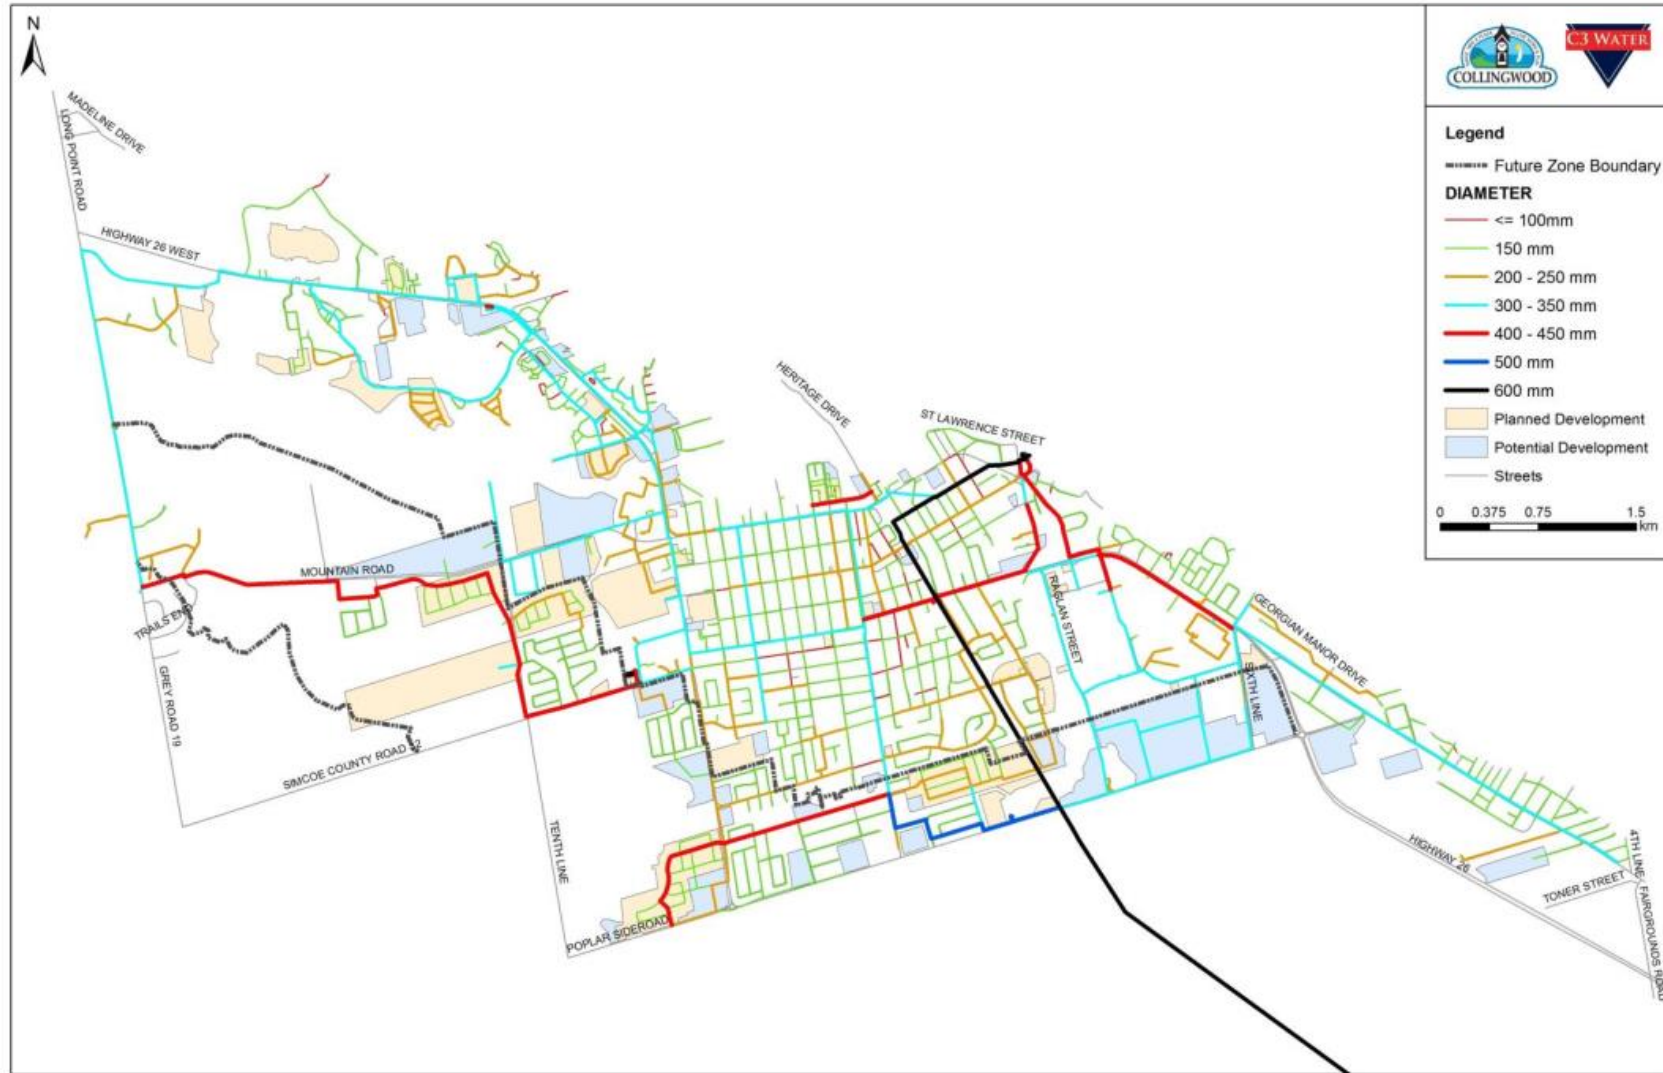 N
COLLINGWOOD
C3 WATER
Legend
Future Zone Boundary
DIAMETER
<= 100mm
150 mm
200 - 250 mm
300 - 350 mm
400 - 450 mm
500 mm
600 mm
Planned Development
Potential Development
Streets
0 0.375 0.75 1.5
km
MADELINE DRIVE
LONG POINT ROAD
HIGHWAY 26 WEST
HERITAGE DRIVE
ST LAWRENCE STREET
MOUNTAIN ROAD
RAGLAN STREET
GEORGIAN MANOR DRIVE
GREY ROAD 19
SIXTH LINE
SIMCOE COUNTY ROAD
TENTH LINE
HIGHWAY 26
4TH LINE
TONER STREET
FAIRGROUNDS ROAD
POPLAR SIDEROAD